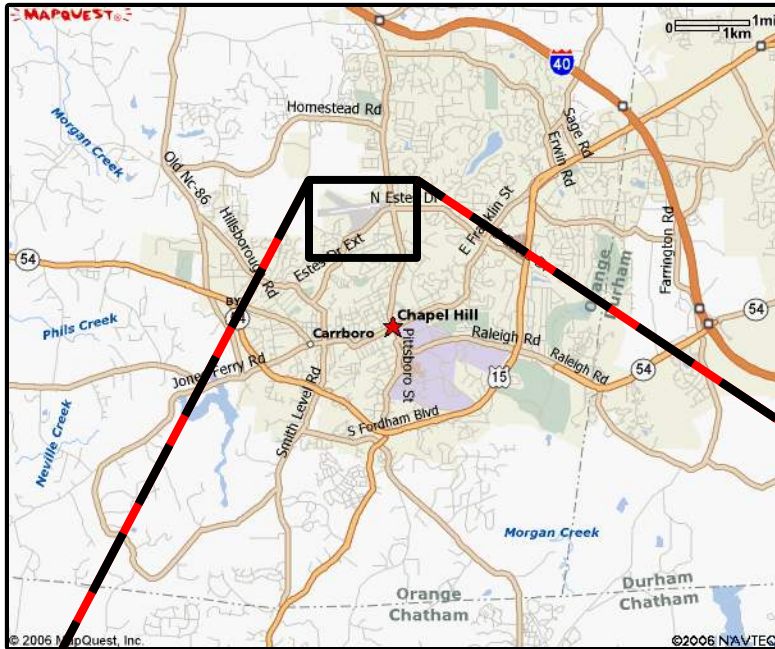 MAPQUEST
0 1mi
1km
40
Homestead Rd
Sage Rd
Erwin Rd
Morgan Creek
Old Nc-86
N Estes Dr
E Franklin St
Hillsborough Rd
Estes Dr Ext
Farrington Rd
Orange
Durham
54
54
54
Chapel Hill
Phils Creek
Carrboro
Raleigh Rd
Pittsboro St
Raleigh Rd
54
Jones Ferry Rd
15
Smith Level Rd
S Fordham Blvd
Neville Creek
Morgan Creek
Orange
Chatham
Durham
Chatham
© 2006 MapQuest, Inc.
©2006 NAVTEQ